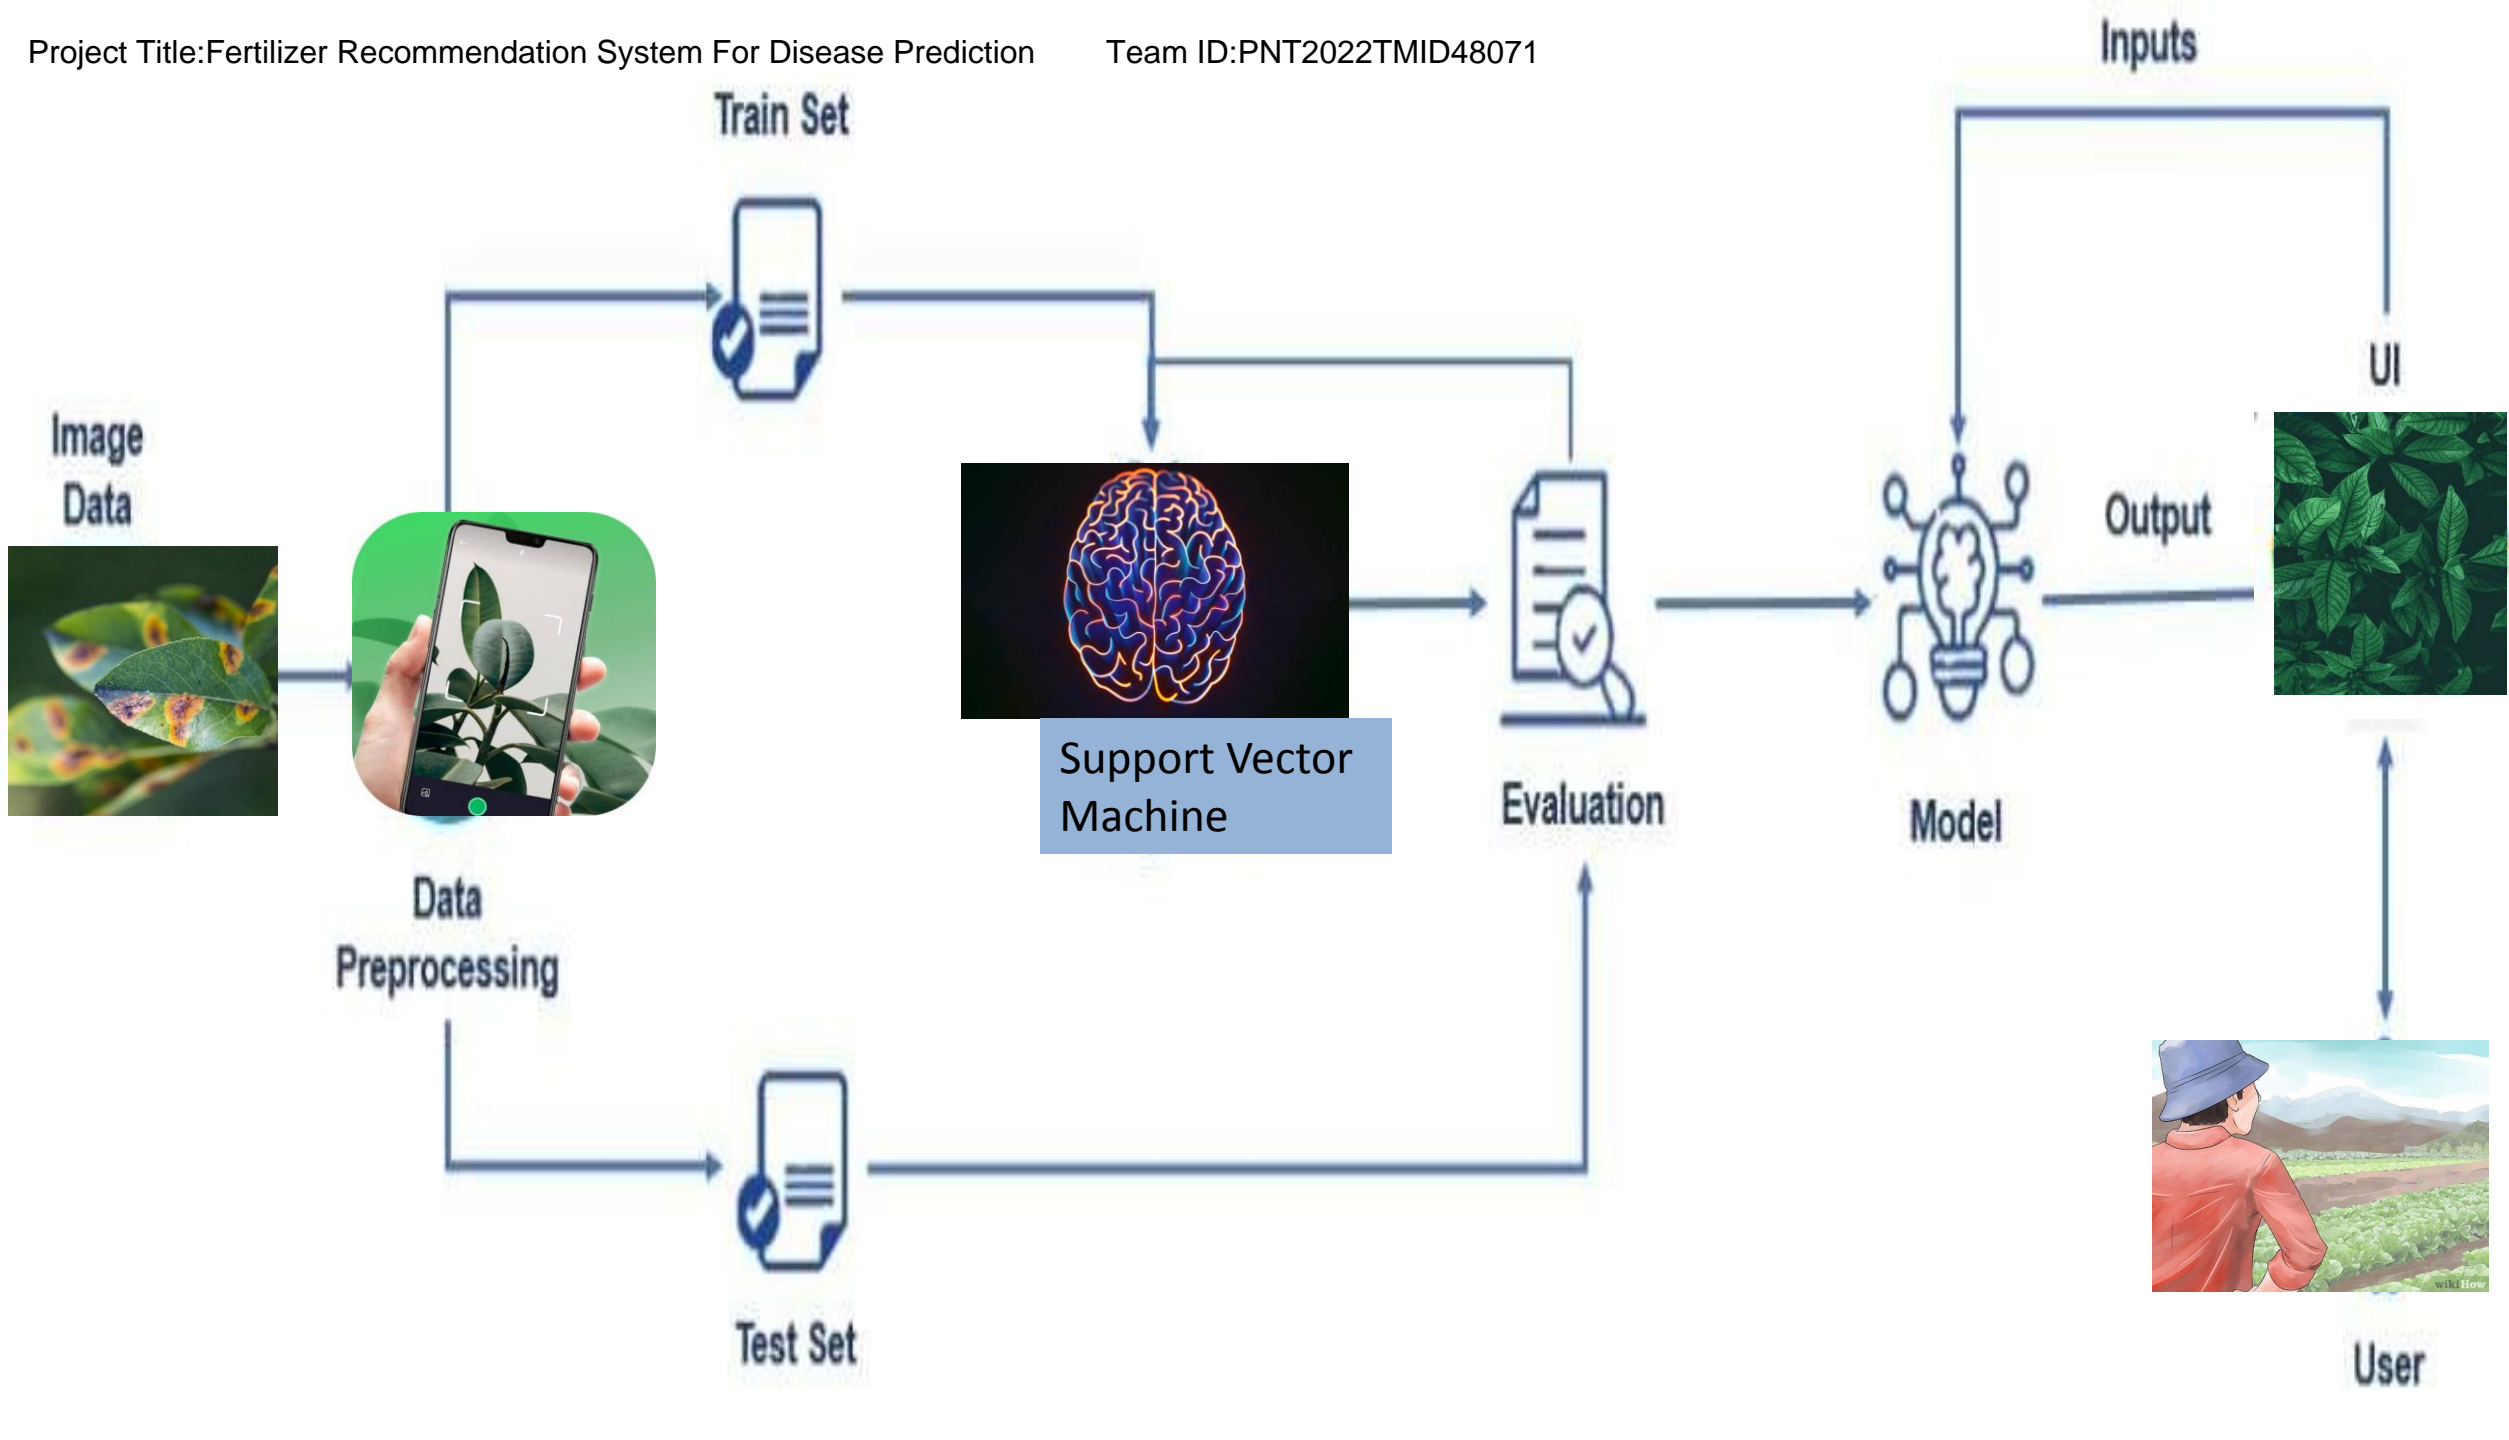 Project Title:Fertilizer Recommendation System For Disease Prediction
Team ID:PNT2022TMID48071
Inputs
Train Set
UI
Image
Data
Output
Support Vector
Machine
Evaluation
Model
Data
Preprocessing
wikiHow
Test Set
User